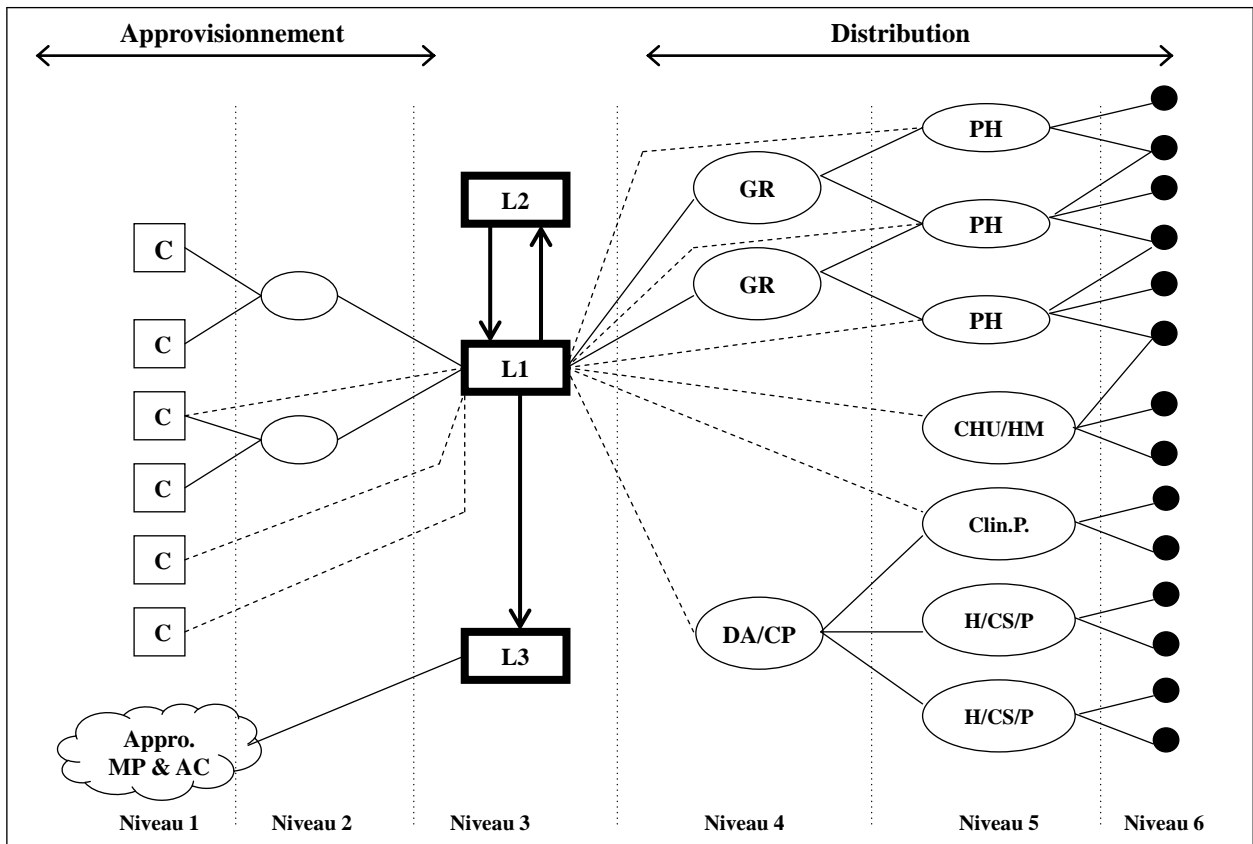 Approvisionnement
Distribution
PH
L2
GR
C
PH
GR
C
PH
L1
C
CHU/HM
C
Clin.P.
C
H/CS/P
C
DA/CP
L3
H/CS/P
Appro.
MP & AC
Niveau 1
Niveau 2
Niveau 3
Niveau 4
Niveau 5
Niveau 6